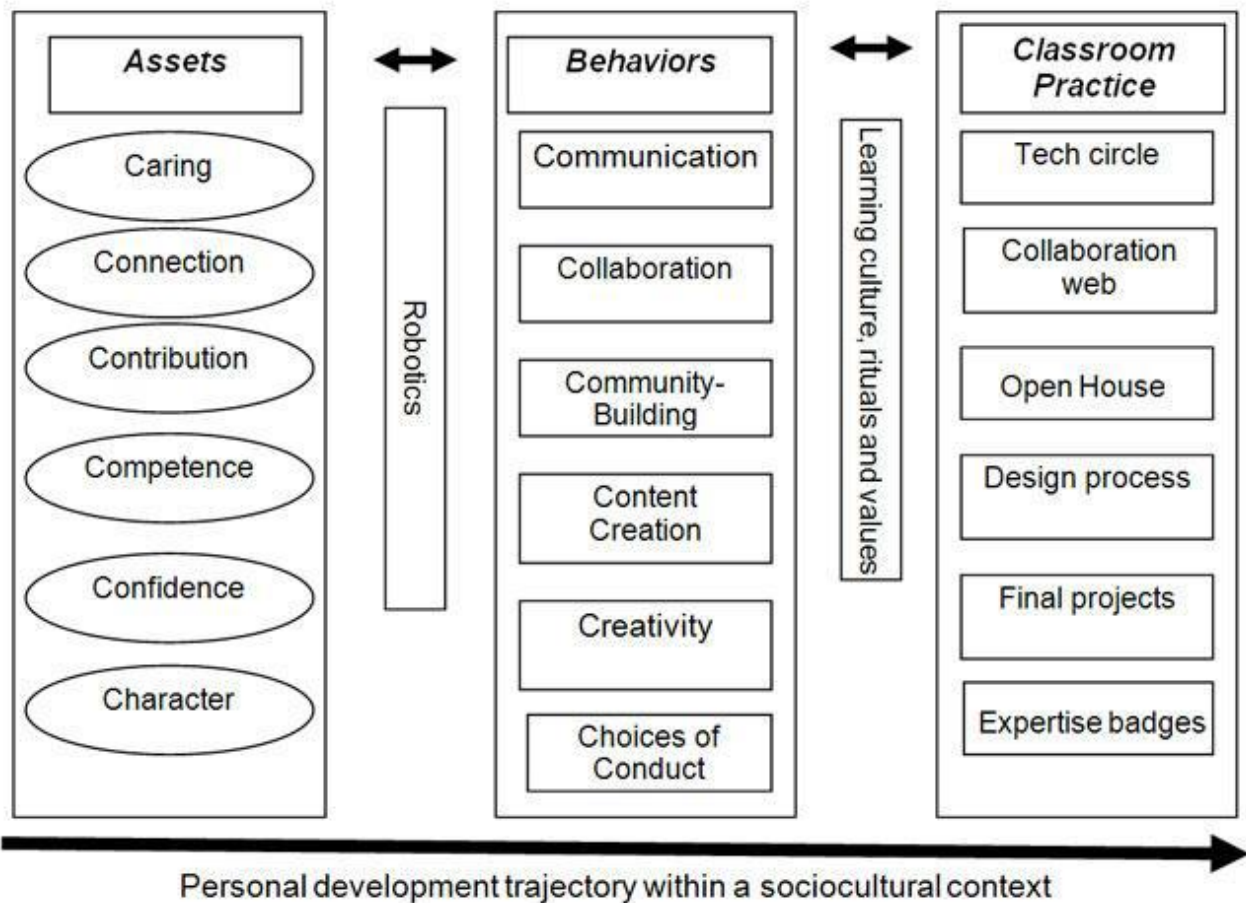 Assets
Caring
Connection
Contribution
Competence
Confidence
Character
Robotics
Behaviors
Communication
Collaboration
Community-
Building
Content
Creation
Creativity
Choices of
Conduct
Learning culture, rituals and values
Classroom
Practice
Tech circle
Collaboration
web
Open House
Design process
Final projects
Expertise badges
Personal development trajectory within a sociocultural context